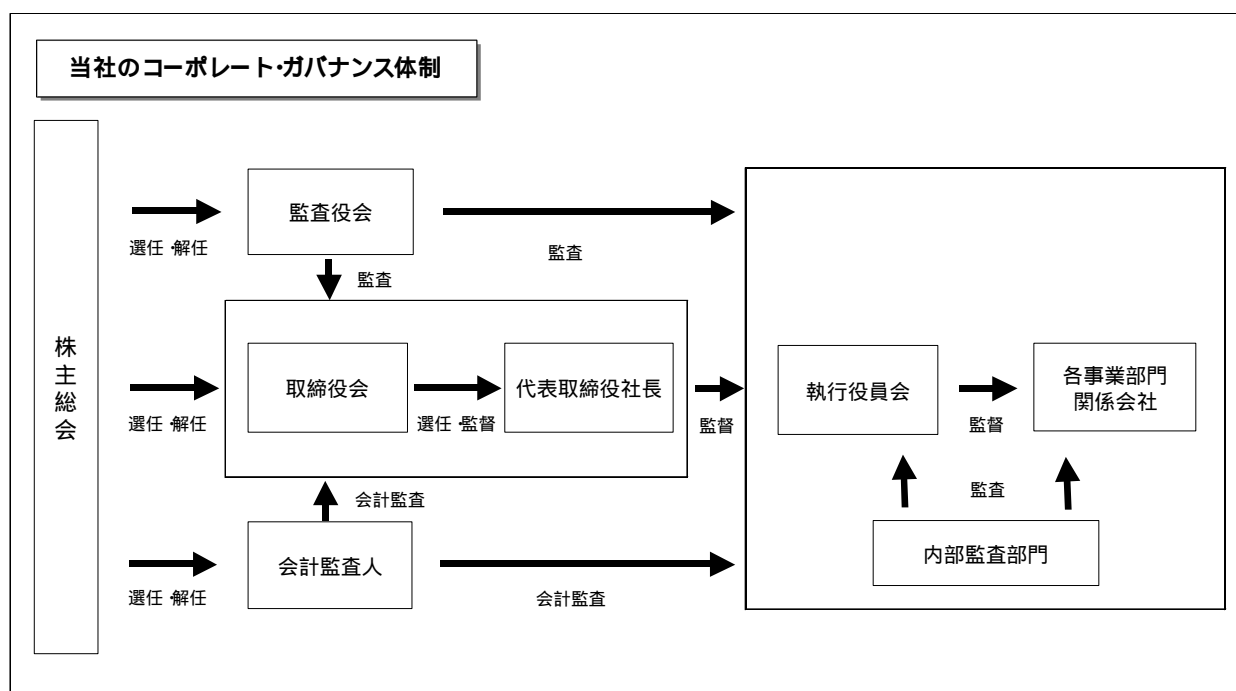 当社のコーポレート・ガバナンス体制
株主総会
選任・解任
監査役会
監査
監査
選任・解任
取締役会
選任・監督
代表取締役社長
監督
執行役員会
監督
各事業部門
関係会社
会計監査
監査
選任・解任
会計監査人
会計監査
内部監査部門